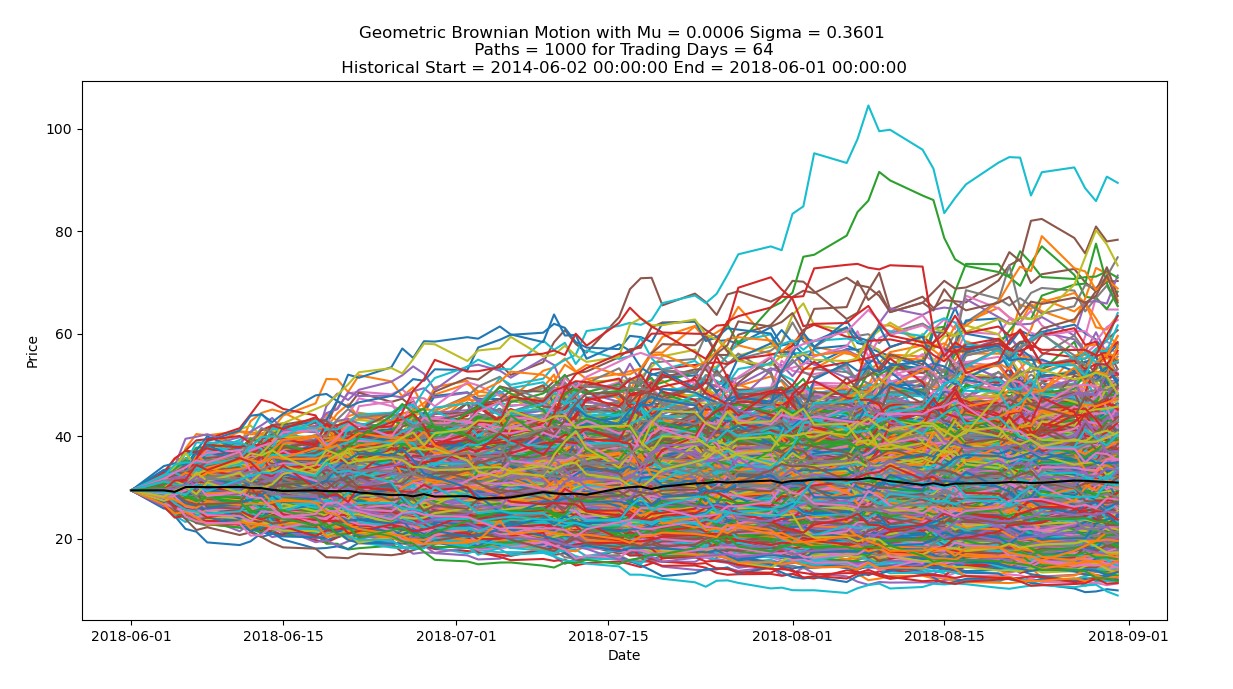 Geometric Brownian Motion with Mu = 0.0006 Sigma = 0.3601
Paths = 1000 for Trading Days = 64
Historical Start = 2014-06-02 00:00:00 End = 2018-06-01 00:00:00
100
80
60
40
20
Price
2018-06-01 2018-06-15 2018-07-01 2018-07-15 2018-08-01 2018-08-15 2018-09-01
Date